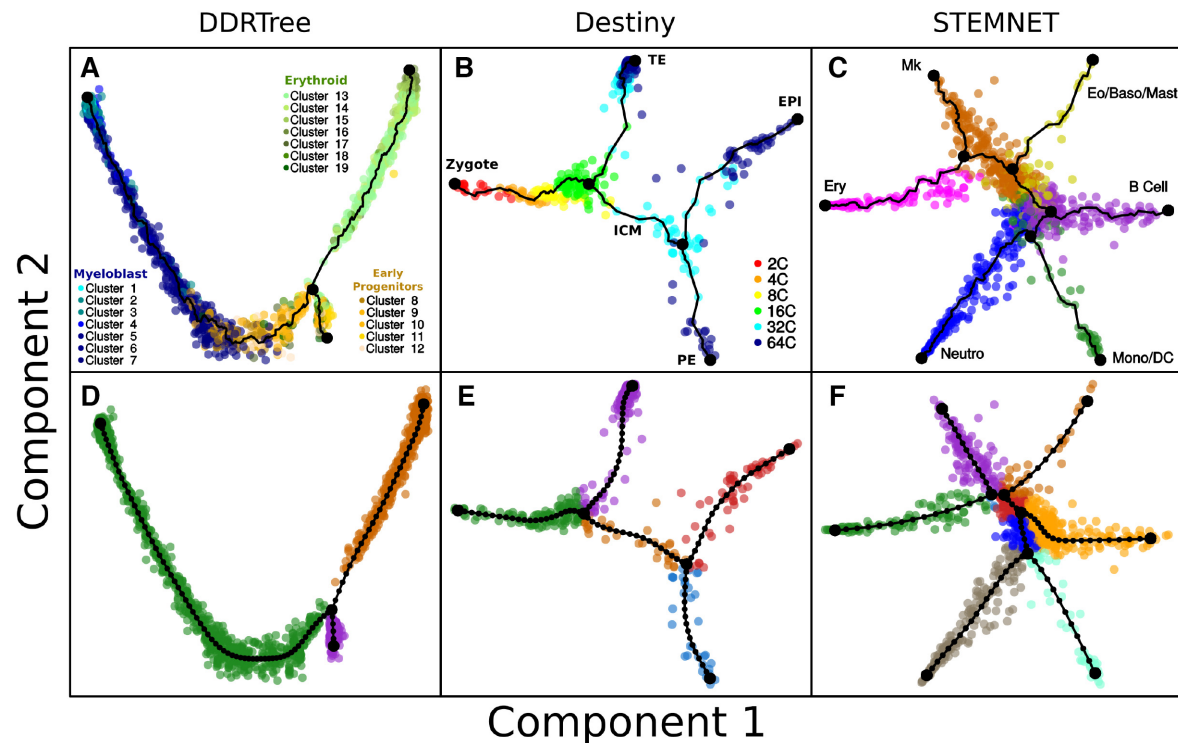 DDRTree
Destiny
STEMNET
Component 2
A
Erythroid
Cluster 13
Cluster 14
Cluster 15
Cluster 16
Cluster 17
Cluster 18
Cluster 19
Myeloblast
Cluster 1
Cluster 2
Cluster 3
Cluster 4
Cluster 5
Cluster 6
Cluster 7
Early
Progenitors
Cluster 8
Cluster 9
Cluster 10
Cluster 11
Cluster 12
B
TE
EPI
Zygote
ICM
PE
2C
4C
8C
16C
32C
64C
C
Mk
Eo/Baso/Mast
Ery
B Cell
Neutro
Mono/DC
D
E
F
Component 1